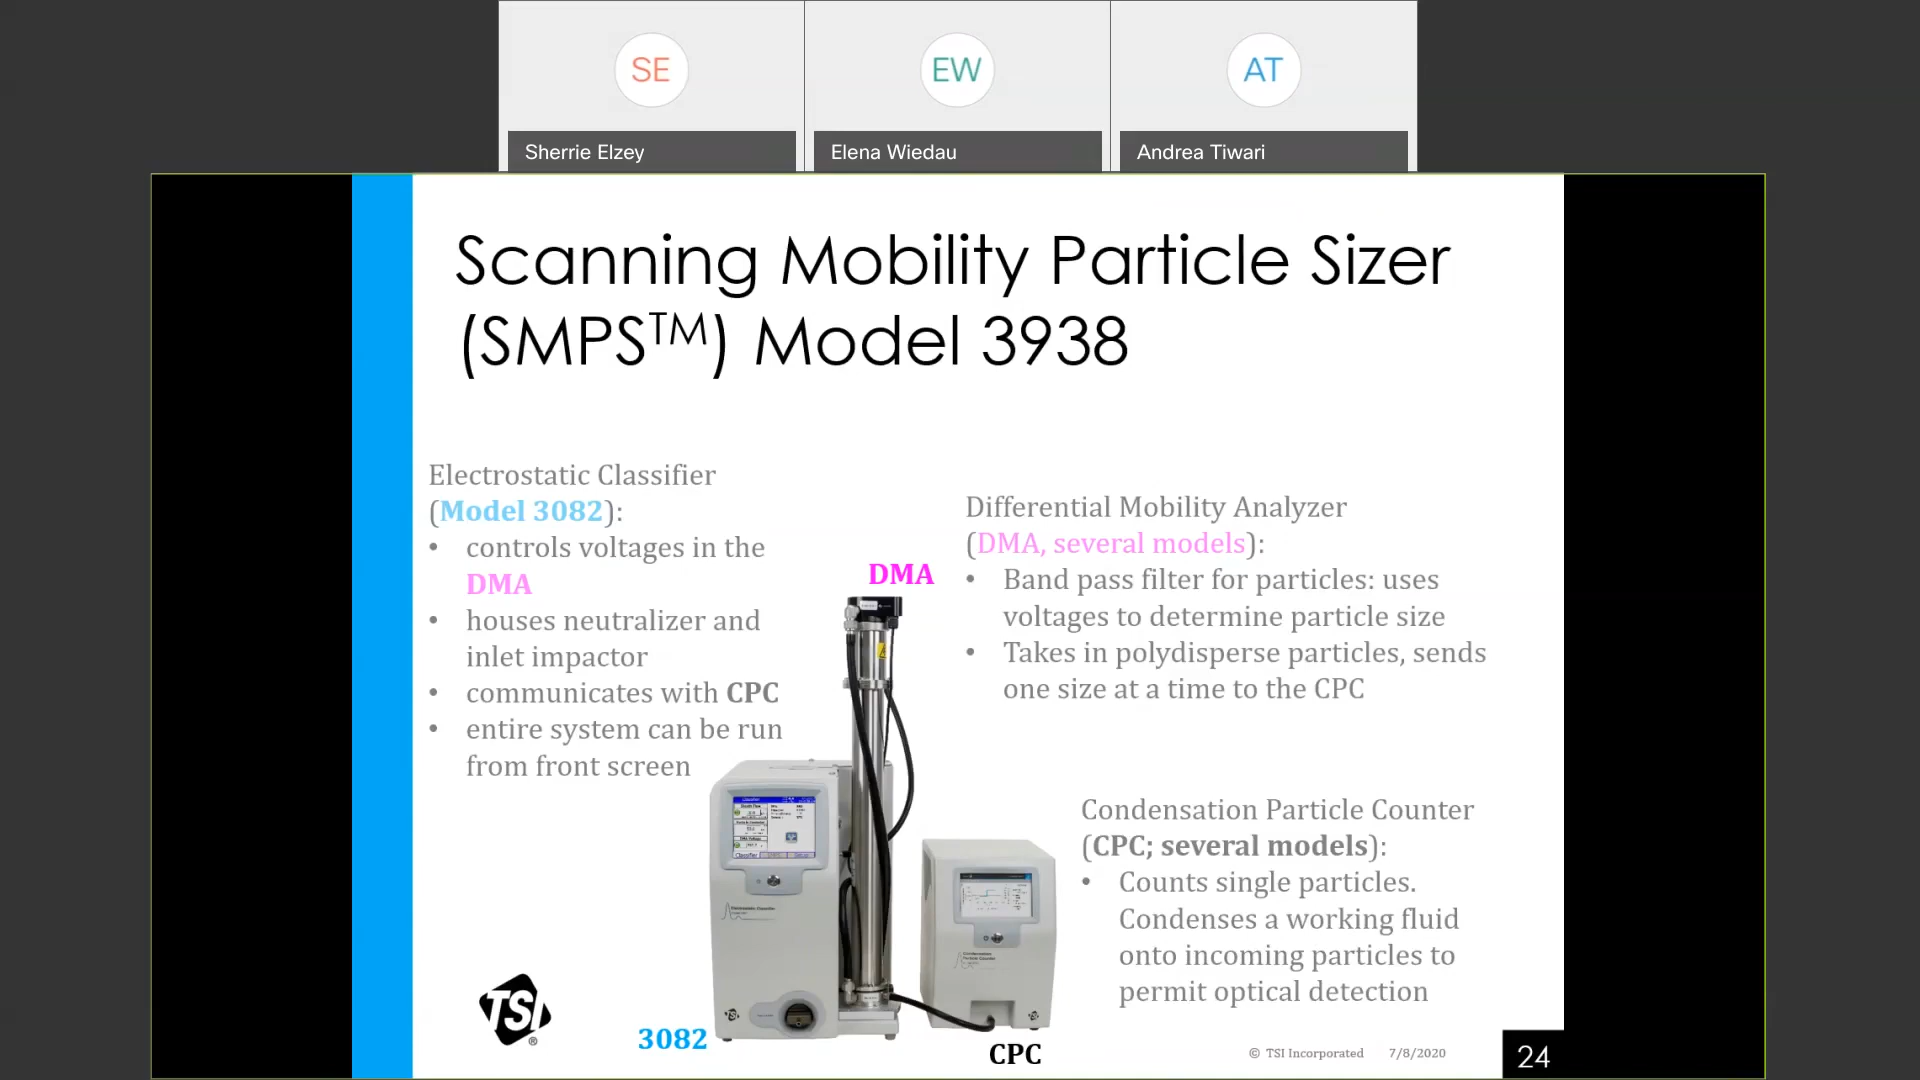 SE
EW
AT
Sherrie Elzey
Elena Wiedau
Andrea Tiwari
Scanning Mobility Particle Sizer
(SMPS™) Model 3938
Electrostatic Classifier
(Model 3082):
• controls voltages in the
DMA
• houses neutralizer and
inlet impactor
• communicates with CPC
• entire system can be run
from front screen
DMA
Differential Mobility Analyzer
(DMA, several models):
• Band pass filter for particles: uses
voltages to determine particle size
• Takes in polydisperse particles, sends
one size at a time to the CPC
Condensation Particle Counter
(CPC; several models):
• Counts single particles.
Condenses a working fluid
onto incoming particles to
permit optical detection
TSI®
3082
CPC
© TSI Incorporated 7/8/2020
24